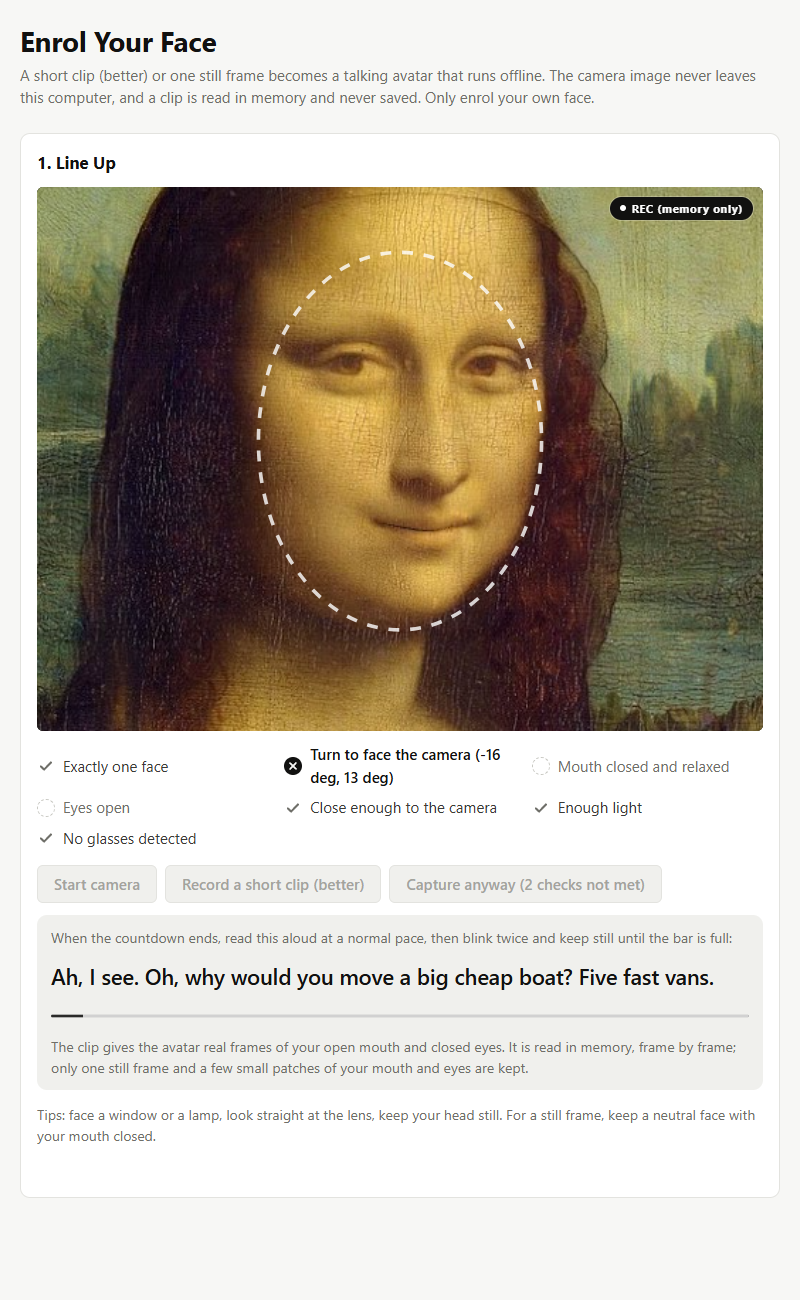 Enrol Your Face
A short clip (better) or one still frame becomes a talking avatar that runs offline. The camera image never leaves
this computer, and a clip is read in memory and never saved. Only enrol your own face.
1. Line Up
REC (memory only)
Exactly one face
Turn to face the camera (-16
deg, 13 deg)
Mouth closed and relaxed
Eyes open
Close enough to the camera
Enough light
No glasses detected
Start camera
Record a short clip (better)
Capture anyway (2 checks not met)
When the countdown ends, read this aloud at a normal pace, then blink twice and keep still until the bar is full:
Ah, I see. Oh, why would you move a big cheap boat? Five fast vans.
The clip gives the avatar real frames of your open mouth and closed eyes. It is read in memory, frame by frame;
only one still frame and a few small patches of your mouth and eyes are kept.
Tips: face a window or a lamp, look straight at the lens, keep your head still. For a still frame, keep a neutral face with
your mouth closed.